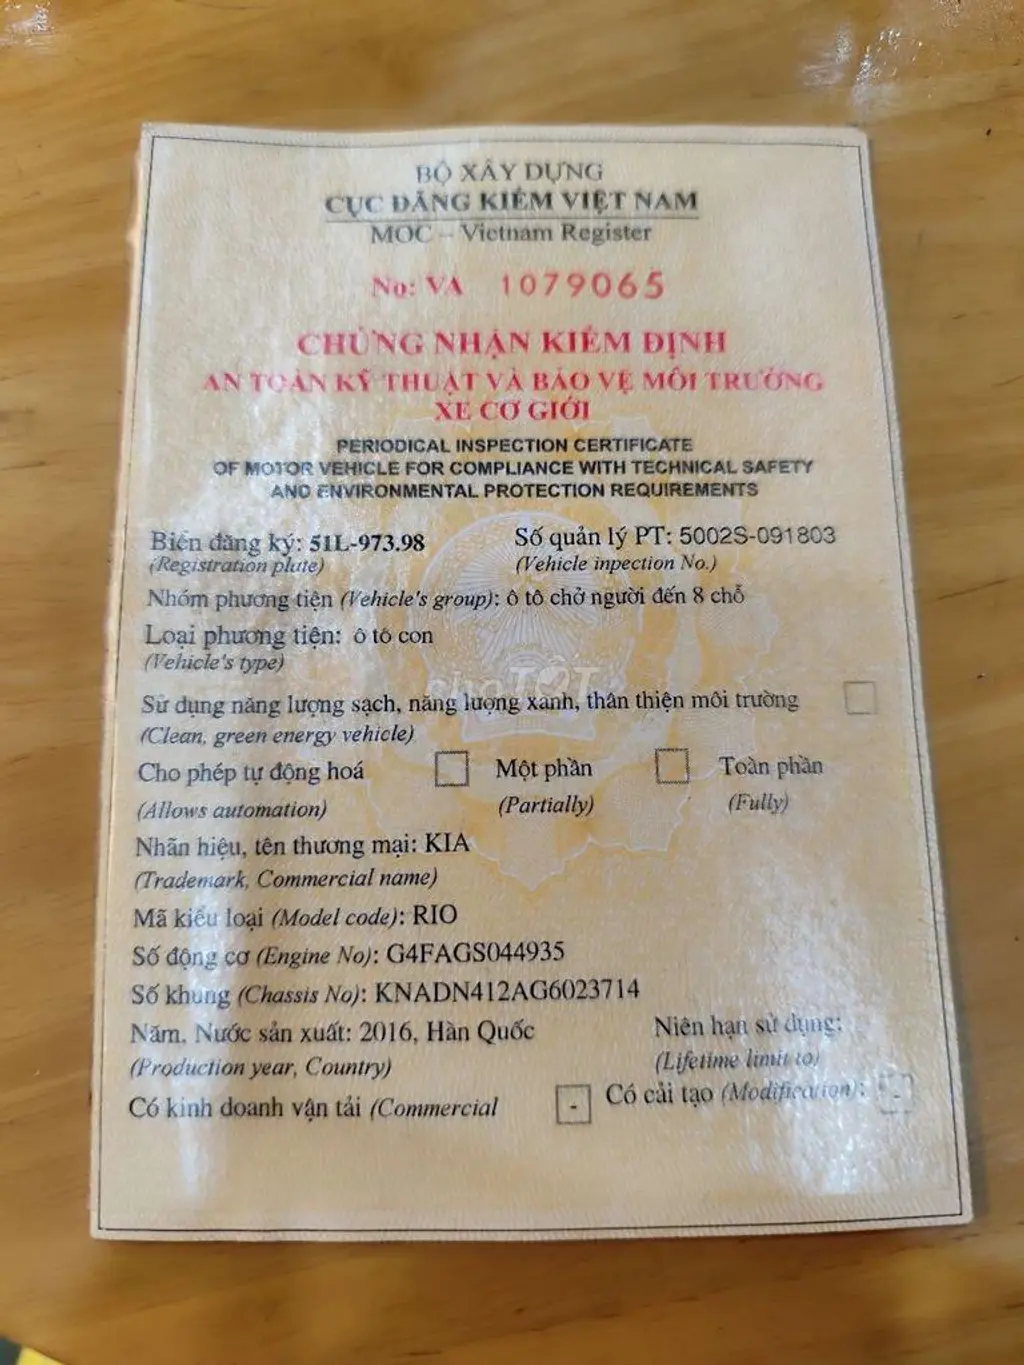 BỘ XÂY DỰNG
CỤC ĐĂNG KIỂM VIỆT NAM
MOC – Vietnam Register
No: VA 1079065
CHỨNG NHẬN KIỂM ĐỊNH
AN TOÀN KỸ THUẬT VÀ BẢO VỆ MÔI TRƯỜNG
XE CƠ GIỚI
PERIODICAL INSPECTION CERTIFICATE
OF MOTOR VEHICLE FOR COMPLIANCE WITH TECHNICAL SAFETY
AND ENVIRONMENTAL PROTECTION REQUIREMENTS
Biển đăng ký: 51L-973.98 Số quản lý PT: 5002S-091803
(Registration plate) (Vehicle inpection No.)
Nhóm phương tiện (Vehicle's group): ô tô chở người đến 8 chỗ
Loại phương tiện: ô tô con
(Vehicle's type)
chợTỐT
Sử dụng năng lượng sạch, năng lượng xanh, thân thiện môi trường
(Clean, green energy vehicle)
Cho phép tự động hoá Một phần Toàn phần
(Allows automation) (Partially) (Fully)
Nhãn hiệu, tên thương mại: KIA
(Trademark, Commercial name)
Mã kiểu loại (Model code): RIO
Số động cơ (Engine No): G4FAGS044935
Số khung (Chassis No): KNADN412AG6023714
Năm, Nước sản xuất: 2016, Hàn Quốc Niên hạn sử dụng:
(Production year, Country) (Lifetime limit to)
Có kinh doanh vận tải (Commercial - Có cải tạo (Modification): -